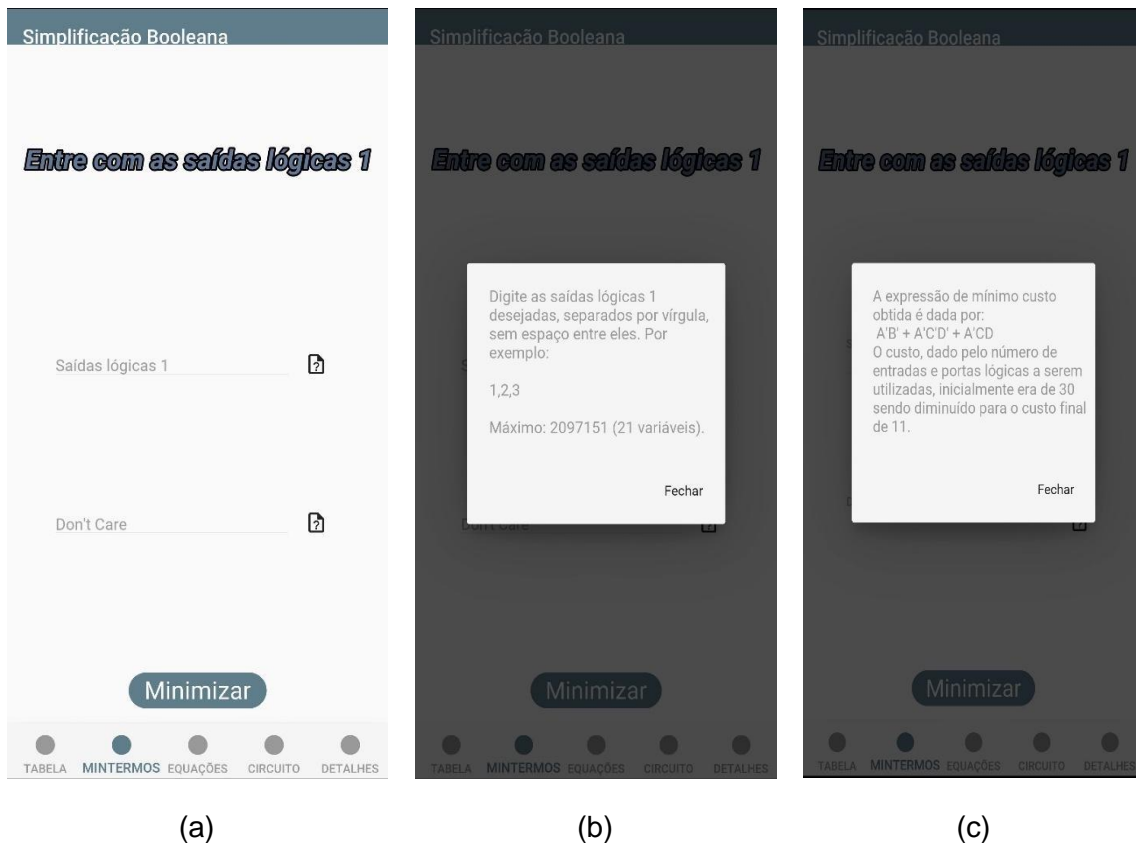 Simplificação Booleana
Entre com as saídas lógicas 1
Saídas lógicas 1
Don't Care
Minimizar
TABELA MINTERMOS EQUAÇÕES CIRCUITO DETALHES
(a)
Simplificação Booleana
Entre com as saídas lógicas 1
Digite as saídas lógicas 1
desejadas, separados por vírgula,
sem espaço entre eles. Por
exemplo:
1,2,3
Máximo: 2097151 (21 variáveis).
Fechar
Don't Care
Minimizar
TABELA MINTERMOS EQUAÇÕES CIRCUITO DETALHES
(b)
Simplificação Booleana
Entre com as saídas lógicas 1
A expressão de mínimo custo
obtida é dada por:
A'B' + A'C'D' + A'CD
O custo, dado pelo número de
entradas e portas lógicas a serem
utilizadas, inicialmente era de 30
sendo diminuído para o custo final
de 11.
Fechar
Minimizar
TABELA MINTERMOS EQUAÇÕES CIRCUITO DETALHES
(c)